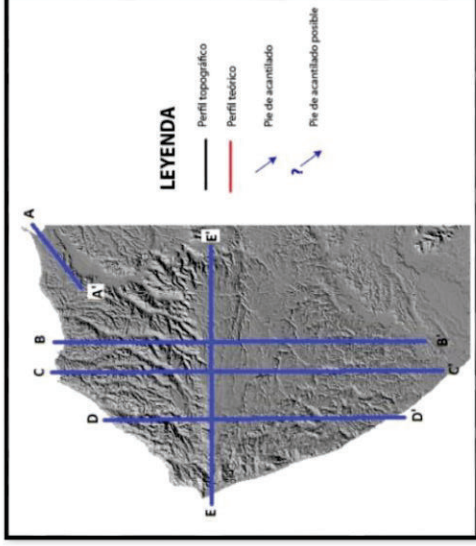 LEYENDA
Perfil topográfico
Perfil teórico
Pie de acantilado
?
Pie de acantilado posible
A
A'
B
B'
C
C'
D
D'
E
E'